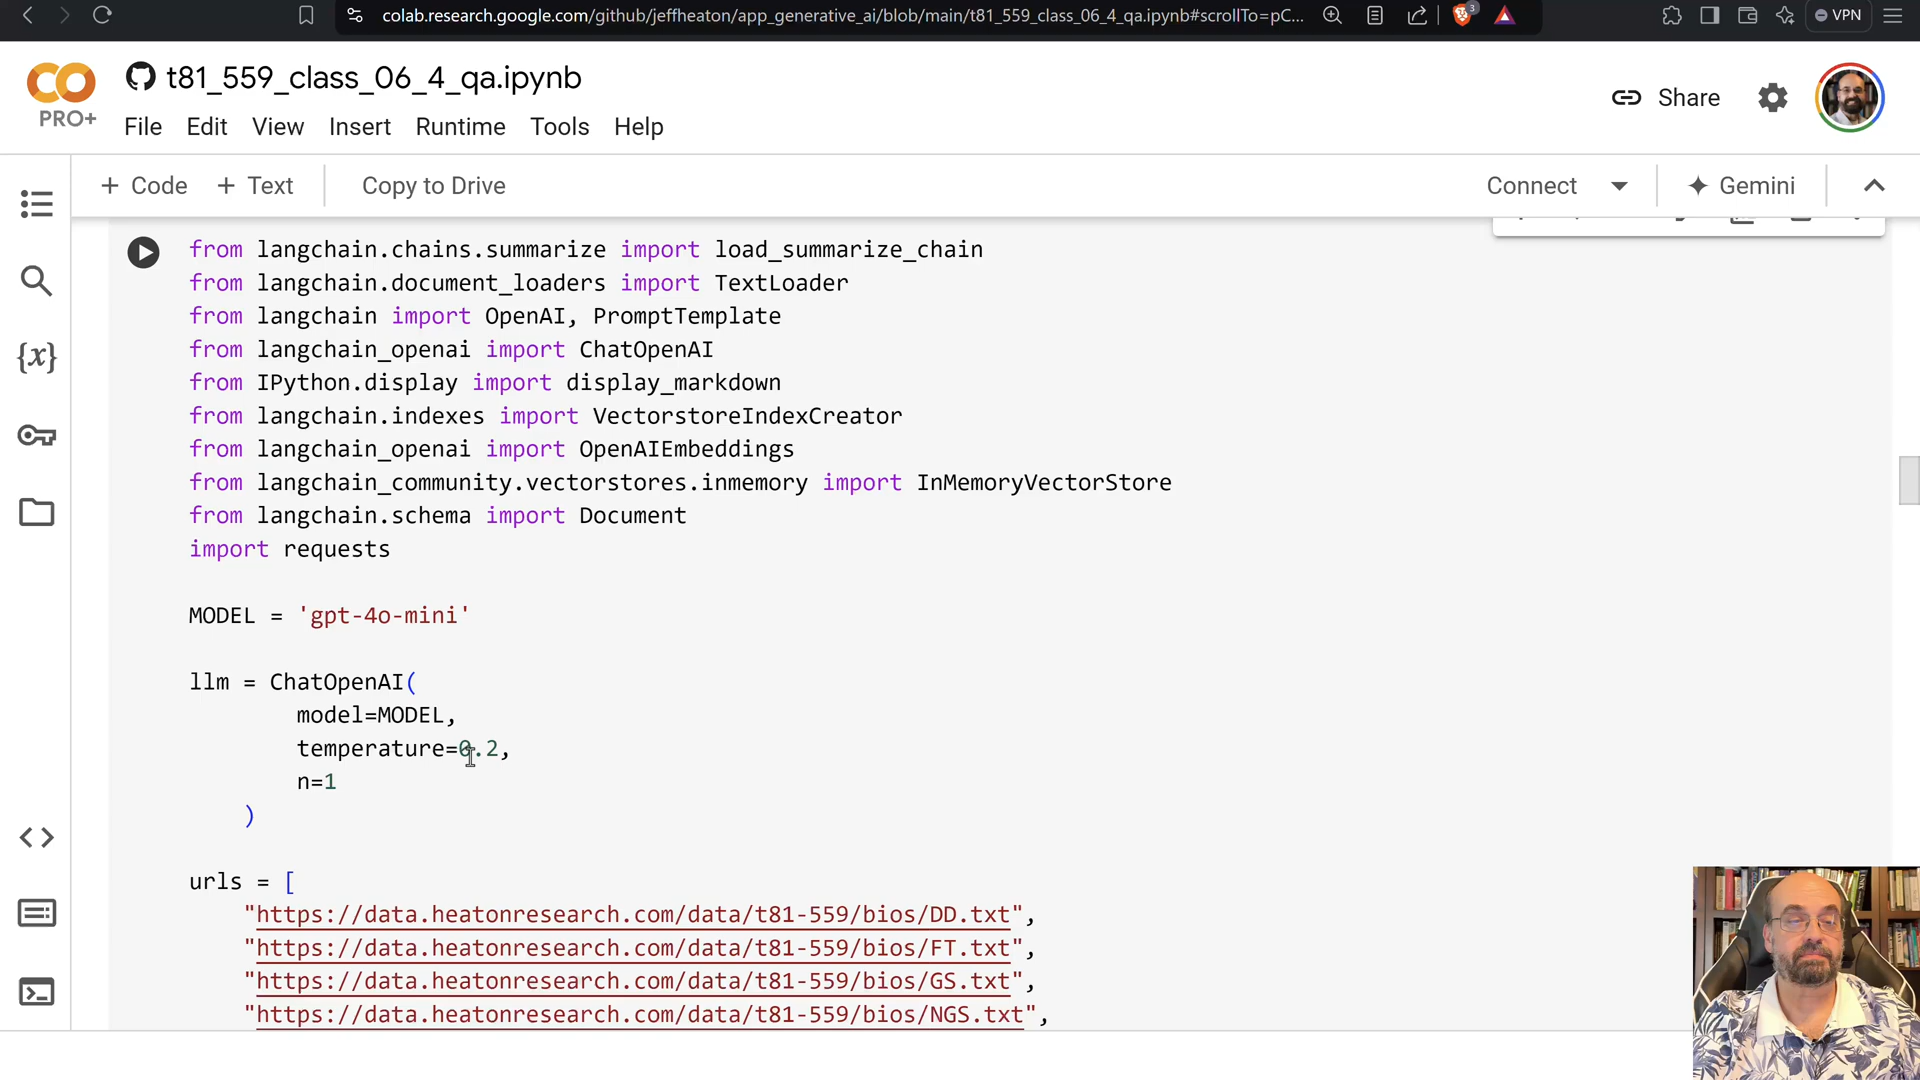 colab.research.google.com/github/jeffheaton/app_generative_ai/blob/main/t81_559_class_06_4_qa.ipynb#scrollTo=pC...
3
VPN
t81_559_class_06_4_qa.ipynb
PRO+
File Edit View Insert Runtime Tools Help
Share
+ Code + Text Copy to Drive
Connect
Gemini
from langchain.chains.summarize import load_summarize_chain
from langchain.document_loaders import TextLoader
from langchain import OpenAI, PromptTemplate
from langchain_openai import ChatOpenAI
from IPython.display import display_markdown
from langchain.indexes import VectorstoreIndexCreator
from langchain_openai import OpenAIEmbeddings
from langchain_community.vectorstores.inmemory import InMemoryVectorStore
from langchain.schema import Document
import requests
MODEL = 'gpt-4o-mini'
llm = ChatOpenAI(
model=MODEL,
temperature=0.2,
n=1
)
urls = [
"https://data.heatonresearch.com/data/t81-559/bios/DD.txt",
"https://data.heatonresearch.com/data/t81-559/bios/FT.txt",
"https://data.heatonresearch.com/data/t81-559/bios/GS.txt",
"https://data.heatonresearch.com/data/t81-559/bios/NGS.txt",